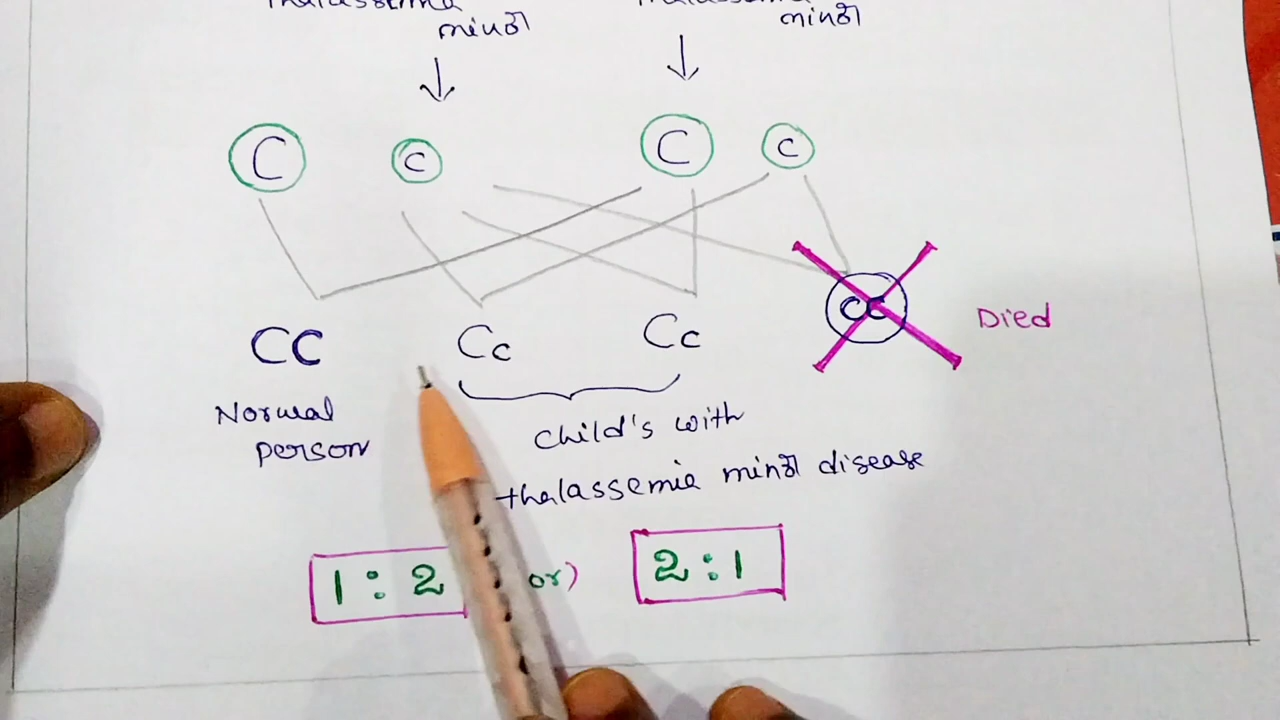 minor
minor
C c C c
CC Cc Cc cc Died
Normal
person
child's with
thalassemia minor disease
1:2 or) 2:1